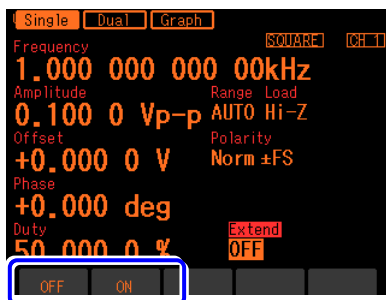 Single Dual Graph
SQUARE CH 1
Frequency
1.000 000 000 00kHz
Amplitude Range Load
0.100 0 Vp-p AUTO Hi-Z
Offset Polarity
+0.000 0 V Norm ±FS
Phase
+0.000 deg
Duty Extend
50.000 0 % OFF
OFF ON